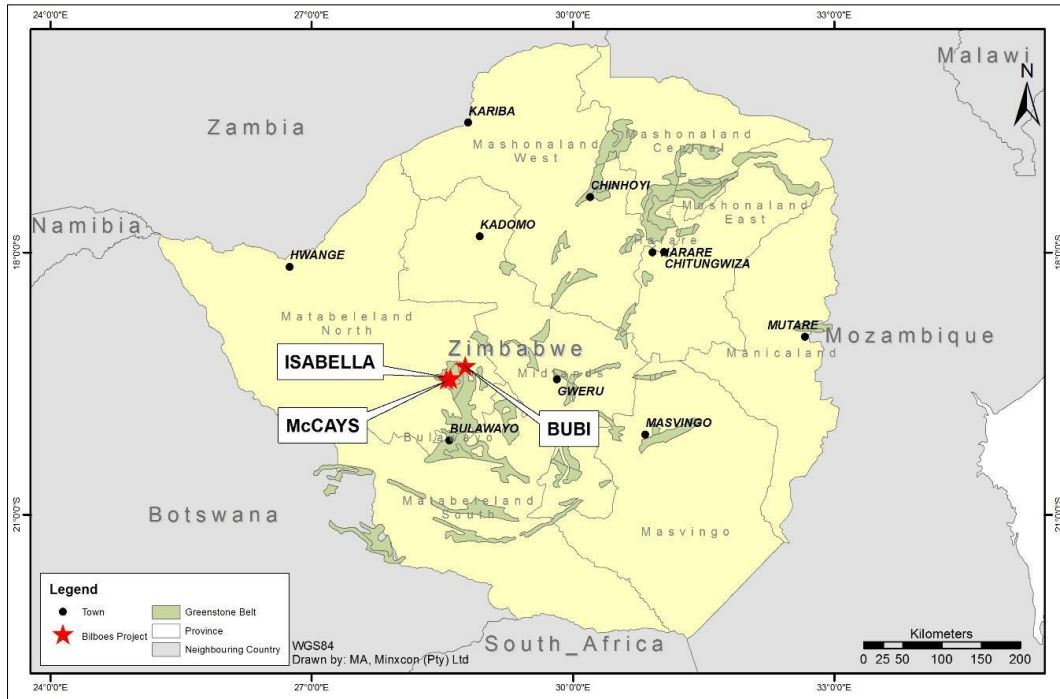 24°0'0"E 27°0'0"E 30°0'0"E 33°0'0"E
Malawi
N
Zambia
KARIBA
Mashonaland
West
Mashonaland
Central
CHINHOYI
Mashonaland
East
Namibia
KADOMO
Harare
HARARE
CHITUNGWIZA
18°0'0"S 18°0'0"S
HWANGE
Matabeleland
North
MUTARE
Mozambique
Manicaland
Zimbabwe
ISABELLA
Midlands
GWERU
McCAYS
BUBI
MASVINGO
BULAWAYO
Bulawayo
Matabeleland
South
Botswana
21°0'0"S 21°0'0"S
Masvingo
Legend
Town
Bilboes Project
Greenstone Belt
Province
Neighbouring Country
WGS84
Drawn by: MA, Minxcon (Pty) Ltd
South_Africa
Kilometers
0 25 50 100 150 200
24°0'0"E 27°0'0"E 30°0'0"E 33°0'0"E